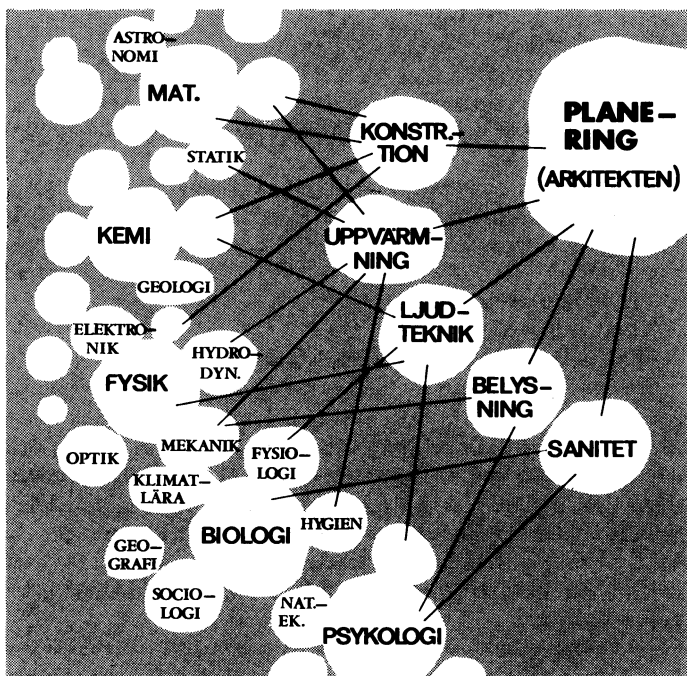 ASTRO-
NOMI
MAT.
STATIK
KONSTR.-
TION
PLANE-
RING
(ARKITEKTEN)
KEMI
UPPVÄRM-
NING
GEOLOGI
LJUD-
TEKNIK
ELEKTRO-
NIK
HYDRO-
DYN.
FYSIK
BELYS-
NING
MEKANIK
OPTIK
FYSIO-
LOGI
SANITET
KLIMAT-
LÄRA
BIOLOGI
HYGIEN
GEO-
GRAFI
SOCIO-
LOGI
NAT.-
EK.
PSYKOLOGI